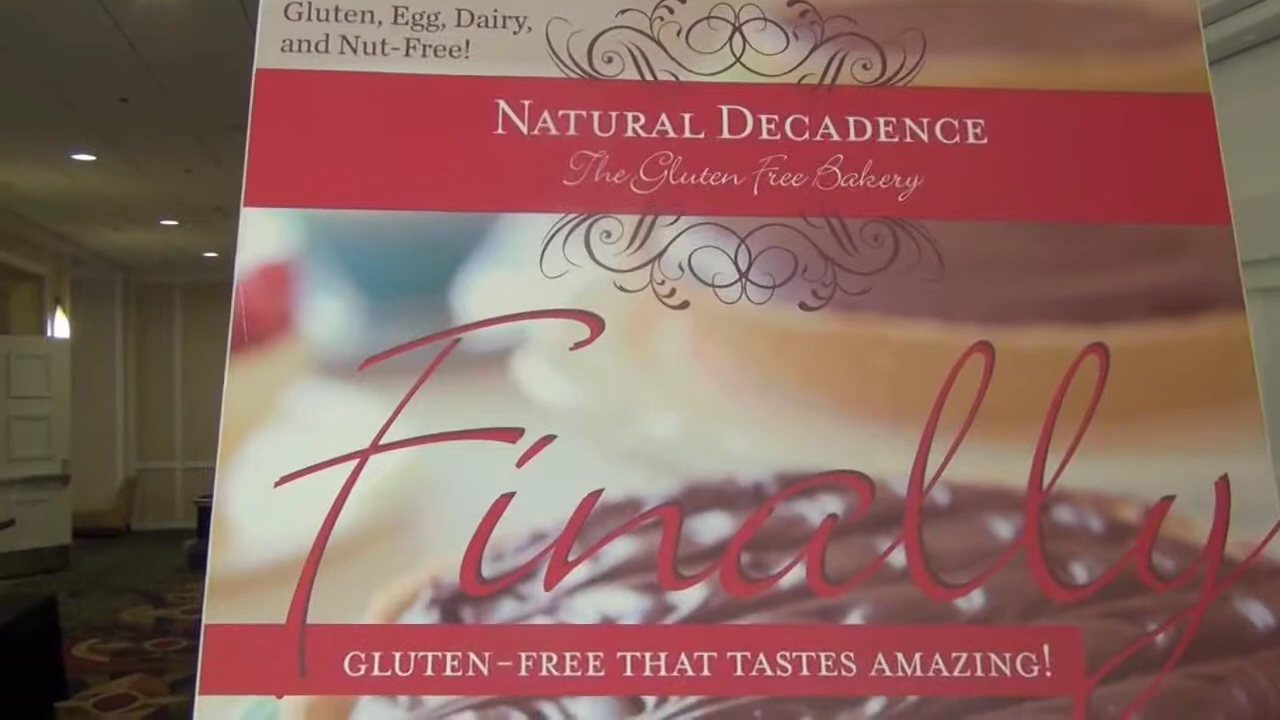 Gluten, Egg, Dairy,
and Nut-Free!
NATURAL DECADENCE
The Gluten Free Bakery
Finally
GLUTEN-FREE THAT TASTES AMAZING!